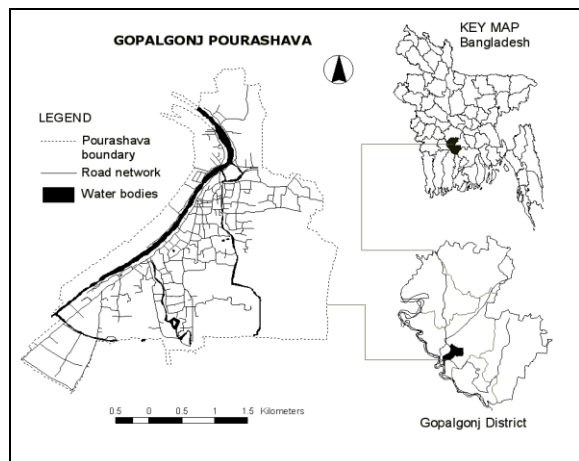 GOPALGONJ POURASHAVA
KEY MAP
Bangladesh
LEGEND
Pourashava
boundary
Road network
Water bodies
0.5 0 0.5 1 1.5 Kilometers
Gopalgonj District